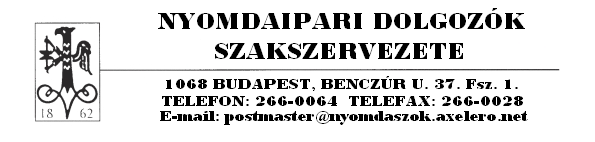 NYOMDAIPARI DOLGOZÓK
SZAKSZERVEZETE
1068 BUDAPEST, BENCZÚR U. 37. Fsz. 1.
TELEFON: 266-0064 TELEFAX: 266-0028
E-mail: postmaster@nyomdaszok.axelero.net
18 62